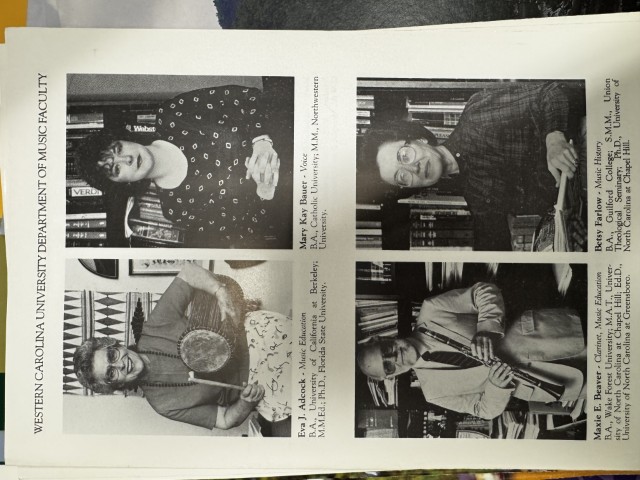 WESTERN CAROLINA UNIVERSITY DEPARTMENT OF MUSIC FACULTY
VERDI
Eva J. Adcock - Music Education
B.A., University of California at Berkeley;
M.M.Ed.; Ph.D., Florida State University.
Mary Kay Bauer - Voice
B.A., Catholic University; M.M., Northwestern
University.
Maxie E. Beaver - Clarinet, Music Education
B.A., Wake Forest University; M.A.T., Univer-
sity of North Carolina at Chapel Hill; Ed.D.,
University of North Carolina at Greensboro.
Betsy Farlow - Music History
B.A., Guilford College; S.M.M., Union
Theological Seminary; Ph.D., University of
North Carolina at Chapel Hill.